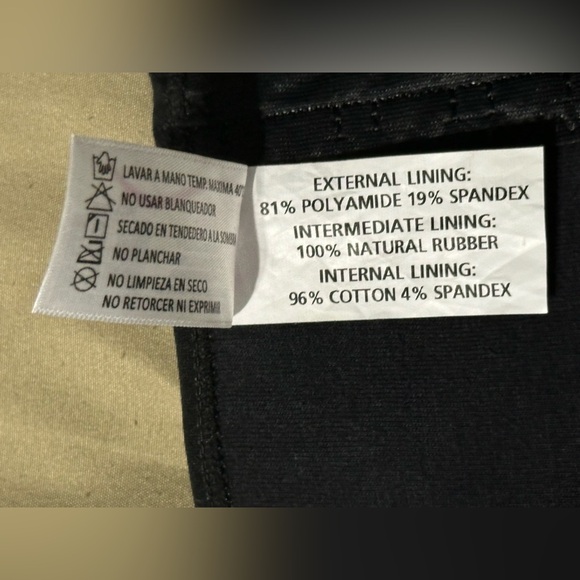 LAVAR A MANO TEMP. MAXIMA 40°
NO USAR BLANQUEADOR
SECADO EN TENDEDERO A LA SOMBRA
NO PLANCHAR
NO LIMPIEZA EN SECO
NO RETORCER NI EXPRIMIR
EXTERNAL LINING:
81% POLYAMIDE 19% SPANDEX
INTERMEDIATE LINING:
100% NATURAL RUBBER
INTERNAL LINING:
96% COTTON 4% SPANDEX